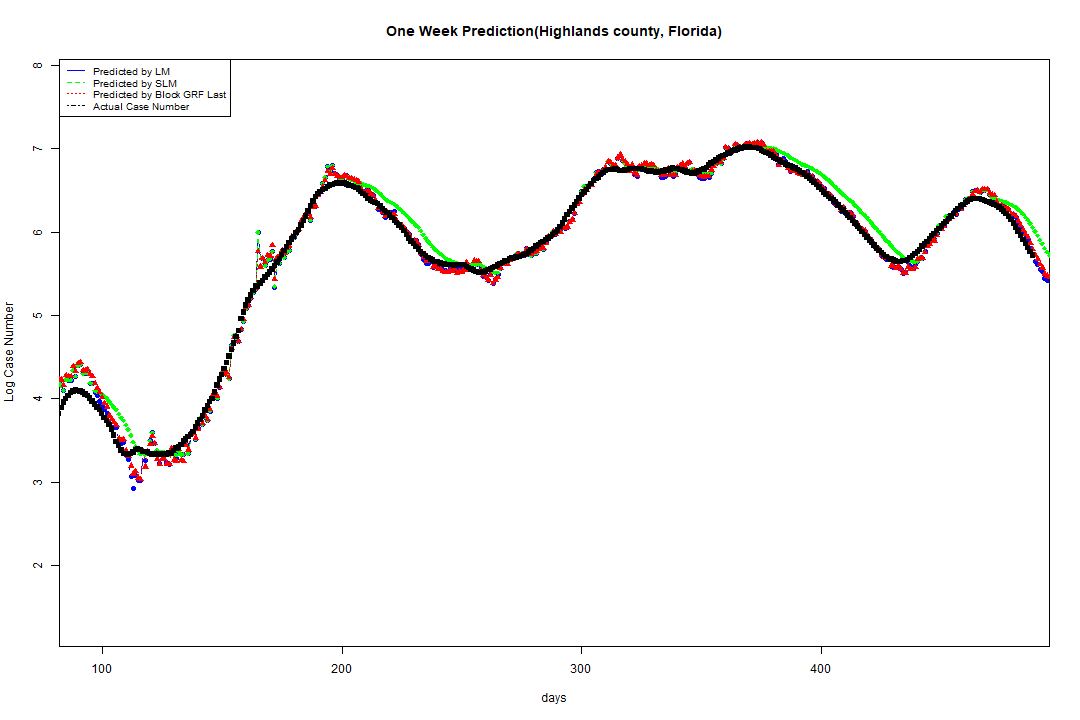 One Week Prediction(Highlands county, Florida)
Predicted by LM
Predicted by SLM
Predicted by Block GRF Last
Actual Case Number
8
7
6
5
4
3
2
Log Case Number
100 200 300 400
days